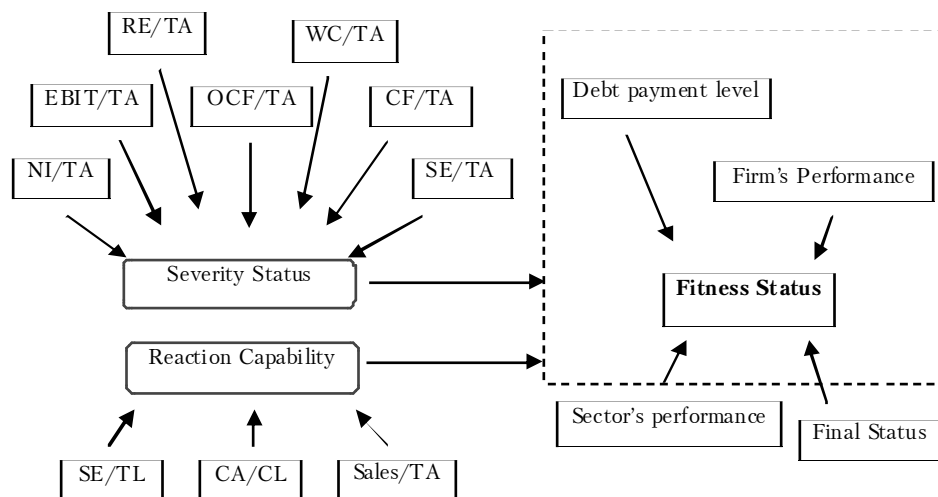 RE/TA
WC/TA
EBIT/TA
OCF/TA
CF/TA
Debt payment level
NI/TA
SE/TA
Firm's Performance
Severity Status
Fitness Status
Reaction Capability
Sector's performance
Final Status
SE/TL
CA/CL
Sales/TA